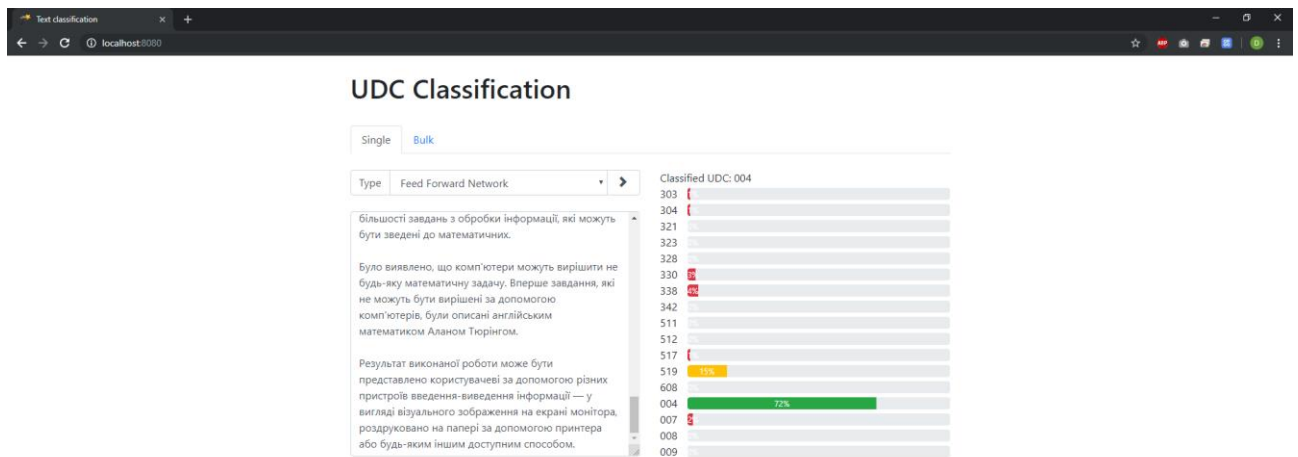 Text classification
localhost:8080
ABP
D
UDC Classification
Single
Bulk
Type
Feed Forward Network
більшості завдань з обробки інформації, які можуть
бути зведені до математичних.
Було виявлено, що комп'ютери можуть вирішити не
будь-яку математичну задачу. Вперше завдання, які
не можуть бути вирішені за допомогою
комп'ютерів, були описані англійським
математиком Аланом Тюрінгом.
Результат виконаної роботи може бути
представлено користувачеві за допомогою різних
пристроїв введення-виведення інформації — у
вигляді візуального зображення на екрані монітора,
роздруковано на папері за допомогою принтера
або будь-яким іншим доступним способом.
Classified UDC: 004
303
304
321
323
328
330 3%
338 4%
342
511
512
517
519 15%
608
004 72%
007 2%
008
009